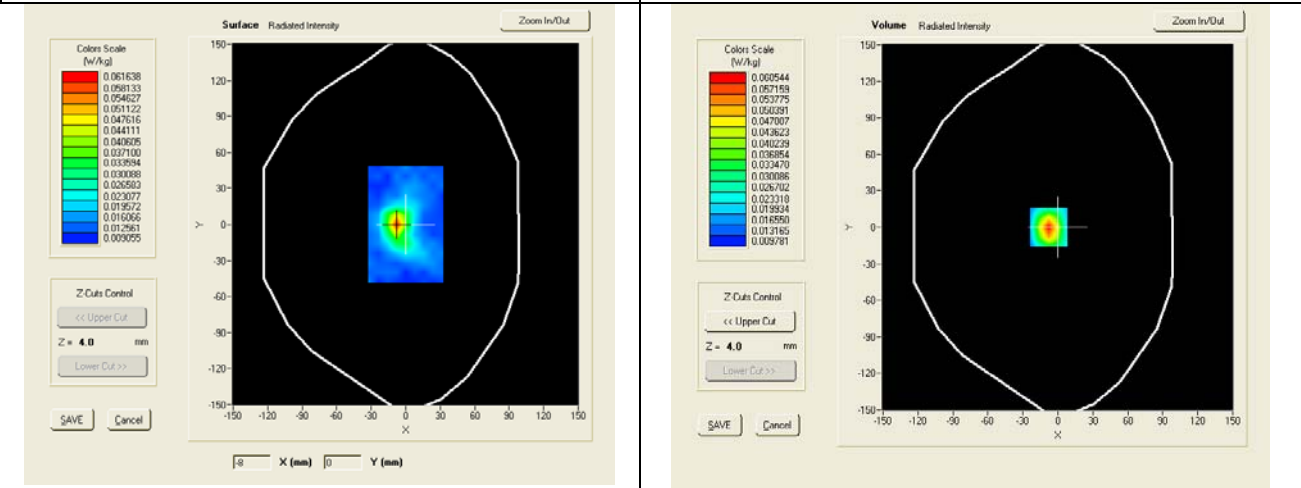 Surface Radiated Intensity
Zoom In/Out
Colors Scale
(W/kg)
0.061638
0.058133
0.054627
0.051122
0.047616
0.044111
0.040605
0.037100
0.033594
0.030088
0.026583
0.023077
0.019572
0.016066
0.012561
0.009055
Z-Cuts Control
<< Upper Cut
Z = 4.0 mm
Lower Cut >>
SAVE Cancel
150
120
90
60
30
0
-30
-60
-90
-120
-150
Y
-150 -120 -90 -60 -30 0 30 60 90 120 150
X
-8 X (mm) 0 Y (mm)
Volume Radiated Intensity
Zoom In/Out
Colors Scale
(W/kg)
0.060544
0.057159
0.053775
0.050391
0.047007
0.043623
0.040239
0.036854
0.033470
0.030086
0.026702
0.023318
0.019934
0.016550
0.013165
0.009781
Z-Cuts Control
<< Upper Cut
Z = 4.0 mm
Lower Cut >>
SAVE Cancel
150
120
90
60
30
0
-30
-60
-90
-120
-150
Y
-150 -120 -90 -60 -30 0 30 60 90 120 150
X